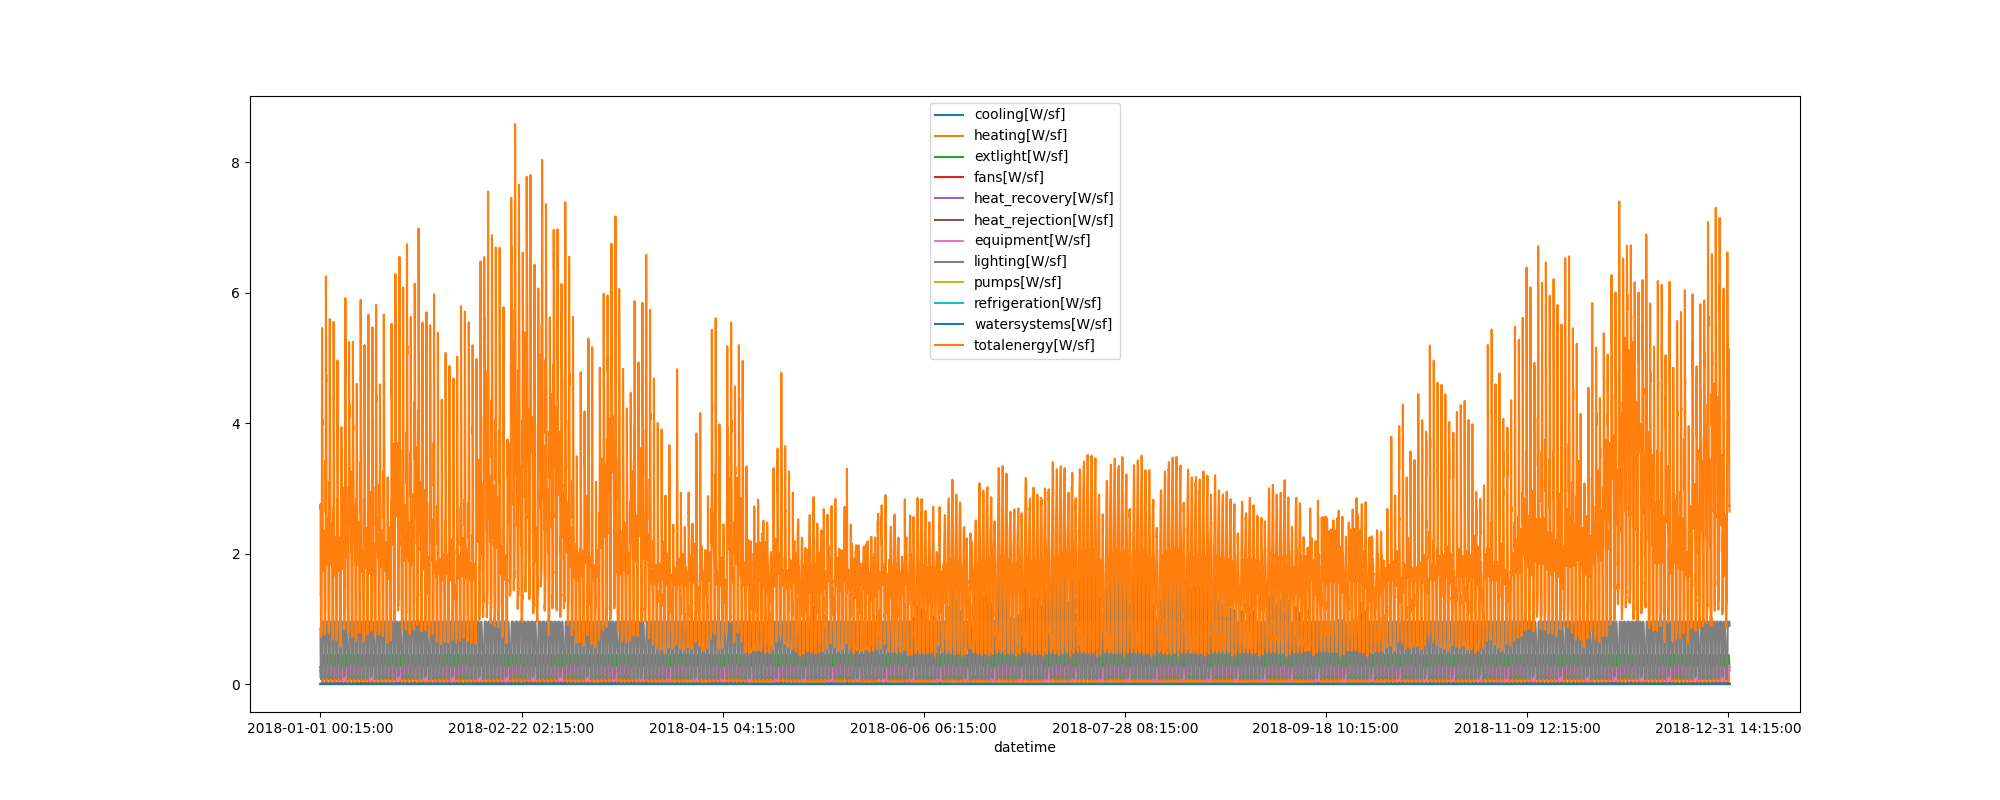 cooling[W/sf]
heating[W/sf]
extlight[W/sf]
fans[W/sf]
heat_recovery[W/sf]
heat_rejection[W/sf]
equipment[W/sf]
lighting[W/sf]
pumps[W/sf]
refrigeration[W/sf]
watersystems[W/sf]
totalenergy[W/sf]
8
6
4
2
0
2018-01-01 00:15:00 2018-02-22 02:15:00 2018-04-15 04:15:00 2018-06-06 06:15:00 2018-07-28 08:15:00 2018-09-18 10:15:00 2018-11-09 12:15:00 2018-12-31 14:15:00
datetime